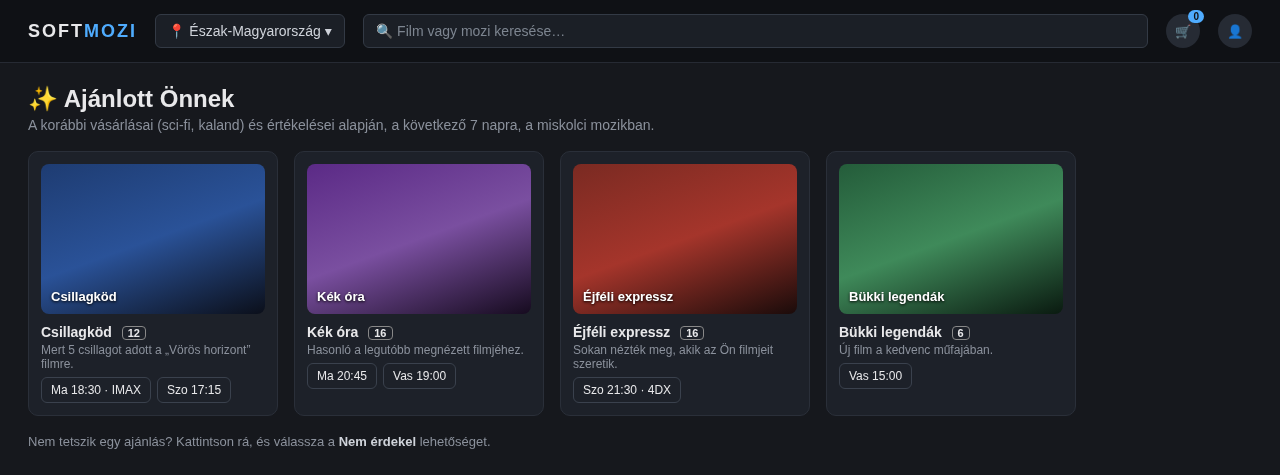 SOFTMOZI 📍 Észak-Magyarország ▾ 🔍 Film vagy mozi keresése… 🛒 0 👤
✨ Ajánlott Önnek
A korábbi vásárlásai (sci-fi, kaland) és értékelései alapján, a következő 7 napra, a miskolci mozikban.
Csillagköd
Csillagköd 12
Mert 5 csillagot adott a „Vörös horizont”
filmre.
Ma 18:30 · IMAX Szo 17:15
Kék óra
Kék óra 16
Hasonló a legutóbb megnézett filmjéhez.
Ma 20:45 Vas 19:00
Éjféli expressz
Éjféli expressz 16
Sokan nézték meg, akik az Ön filmjeit
szeretik.
Szo 21:30 · 4DX
Bükki legendák
Bükki legendák 6
Új film a kedvenc műfajában.
Vas 15:00
Nem tetszik egy ajánlás? Kattintson rá, és válassza a Nem érdekel lehetőséget.